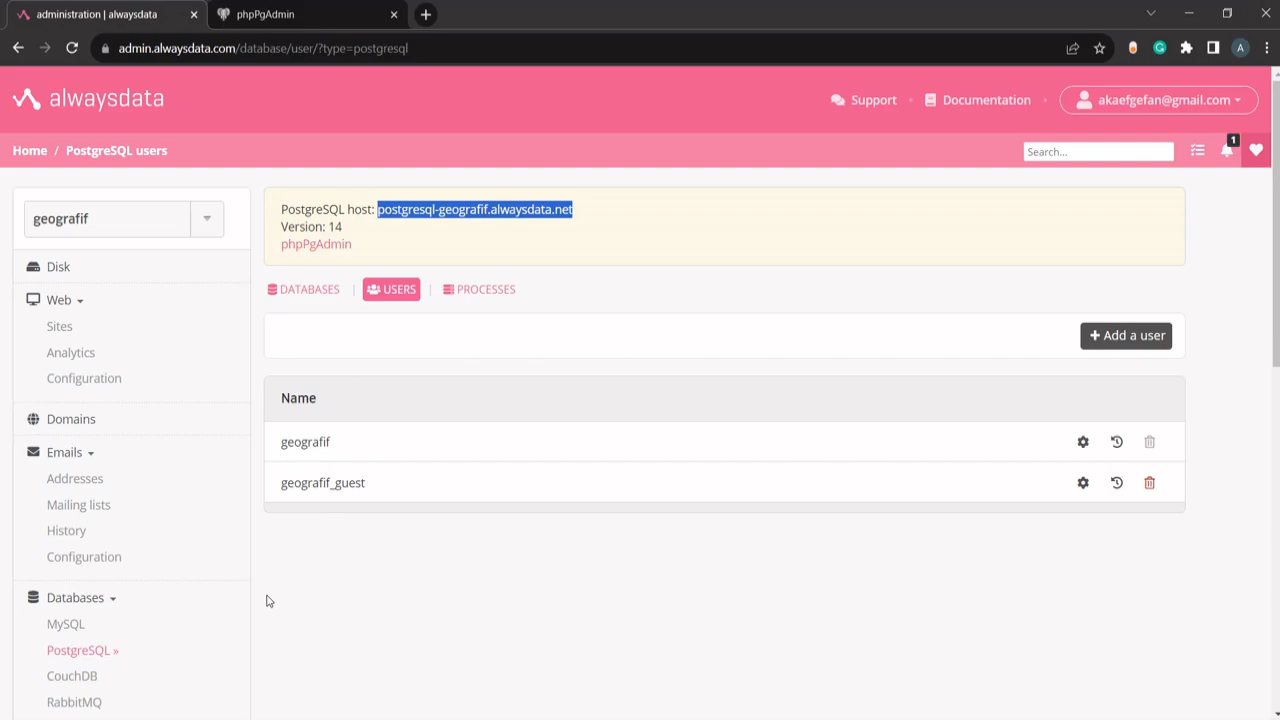 administration | alwaysdata
phpPgAdmin
admin.alwaysdata.com/database/user/?type=postgresql
A
alwaysdata
Support
Documentation
akaefgefan@gmail.com
Home / PostgreSQL users
Search...
1
geografif
PostgreSQL host: postgresql-geografif.alwaysdata.net
Version: 14
phpPgAdmin
DATABASES | USERS | PROCESSES
+ Add a user
Name
geografif
geografif_guest
Disk
Web
Sites
Analytics
Configuration
Domains
Emails
Addresses
Mailing lists
History
Configuration
Databases
MySQL
PostgreSQL »
CouchDB
RabbitMQ